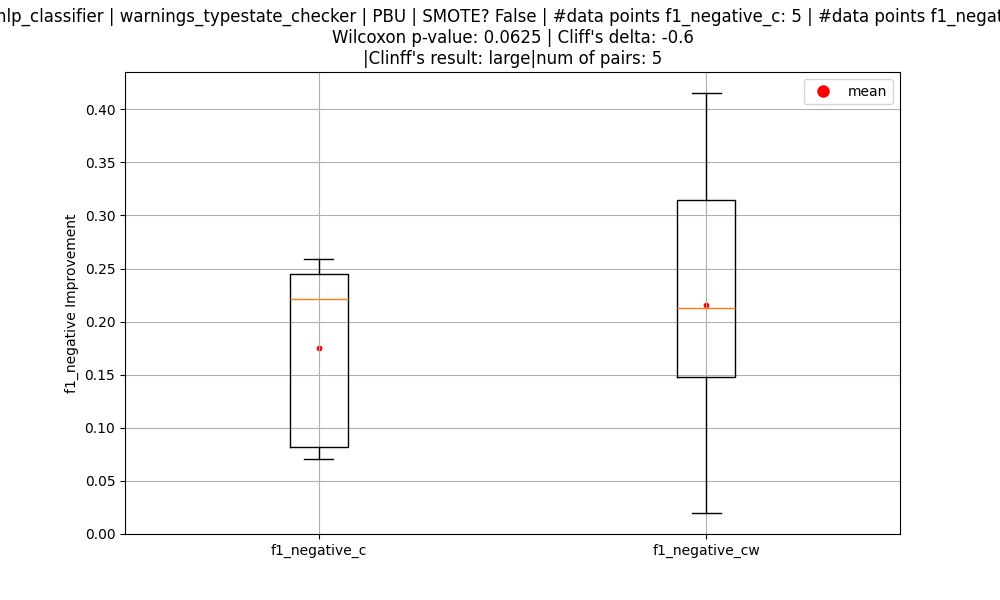 | warnings_typestate_checker | PBU | SMOTE? False | #data points f1_negative_c: 5 | #data points
Wilcoxon p-value: 0.0625 | Cliff's delta: -0.6
|Clinff's result: large|num of pairs: 5
mean
0.40
0.35
0.30
0.25
0.20
0.15
0.10
0.05
0.00
f1_negative Improvement
f1_negative_c
f1_negative_cw